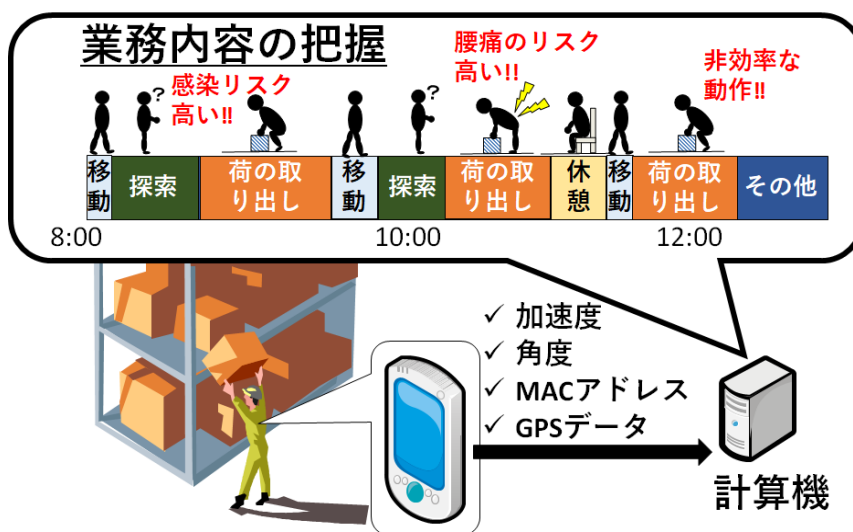 業務内容の把握
感染リスク
高い!!
腰痛のリスク
高い!!
非効率な
動作!!
?
?
移動
探索
荷の取り出し
移動
探索
荷の取り出し
休憩
移動
荷の取り出し
その他
8:00
10:00
12:00
✓ 加速度
✓ 角度
✓ MACアドレス
✓ GPSデータ
計算機